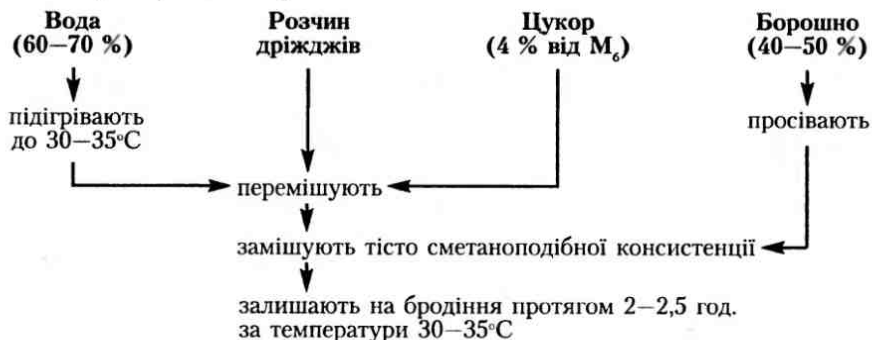 Вода
(60—70 %)
Розчин
дріжджів
Цукор
(4 % від М₆)
Борошно
(40—50 %)
підігрівають
до 30—35°С
просівають
перемішують
замішують тісто сметаноподібної консистенції
залишають на бродіння протягом 2—2,5 год.
за температури 30—35°С